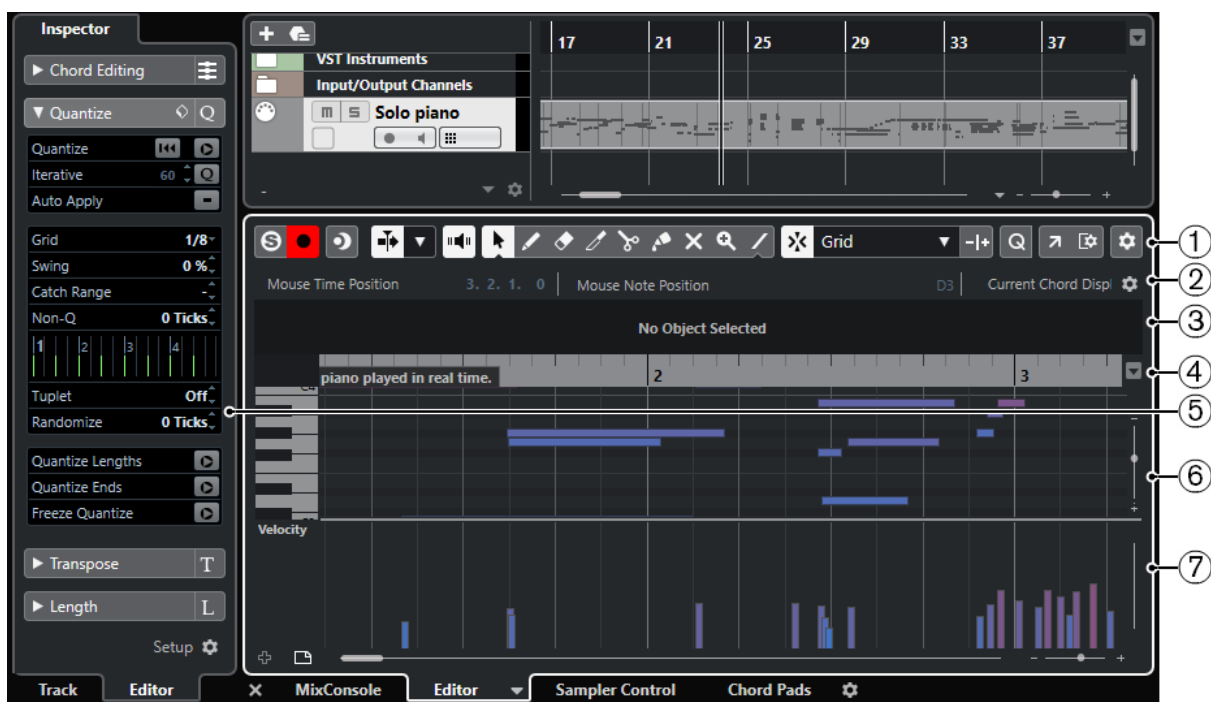 Inspector
Chord Editing
Quantize Q
Quantize
Iterative 60 Q
Auto Apply
Grid 1/8
Swing 0 %
Catch Range -
Non-Q 0 Ticks
1 2 3 4
Tuplet Off
Randomize 0 Ticks
Quantize Lengths
Quantize Ends
Freeze Quantize
Transpose T
Length L
Setup
Track Editor
17 21 25 29 33 37
VST Instruments
Input/Output Channels
m S Solo piano
S Grid Q
Mouse Time Position 3. 2. 1. 0 Mouse Note Position D3 Current Chord Displ
No Object Selected
piano played in real time. 2 3
Velocity
MixConsole Editor Sampler Control Chord Pads
1
2
3
4
5
6
7